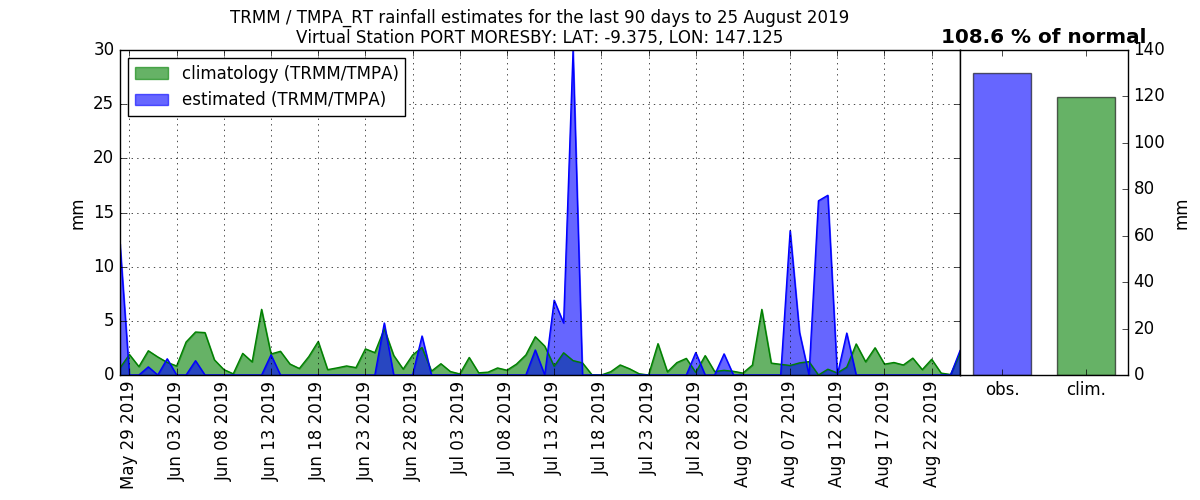 TRMM / TMPA_RT rainfall estimates for the last 90 days to 25 August 2019
Virtual Station PORT MORESBY: LAT: -9.375, LON: 147.125
108.6 % of normal
climatology (TRMM/TMPA)
estimated (TRMM/TMPA)
mm
30
25
20
15
10
5
0
May 29 2019
Jun 03 2019
Jun 08 2019
Jun 13 2019
Jun 18 2019
Jun 23 2019
Jun 28 2019
Jul 03 2019
Jul 08 2019
Jul 13 2019
Jul 18 2019
Jul 23 2019
Jul 28 2019
Aug 02 2019
Aug 07 2019
Aug 12 2019
Aug 17 2019
Aug 22 2019
obs.
clim.
140
120
100
80
60
40
20
0
mm